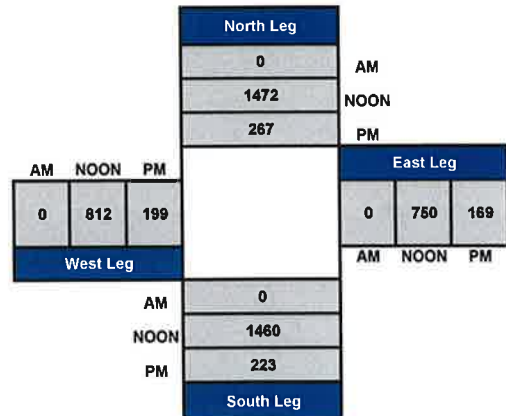 North Leg
0 AM
1472 NOON
267 PM
AM NOON PM
East Leg
0 812 199
0 750 169
AM NOON PM
West Leg
AM 0
NOON 1460
PM 223
South Leg